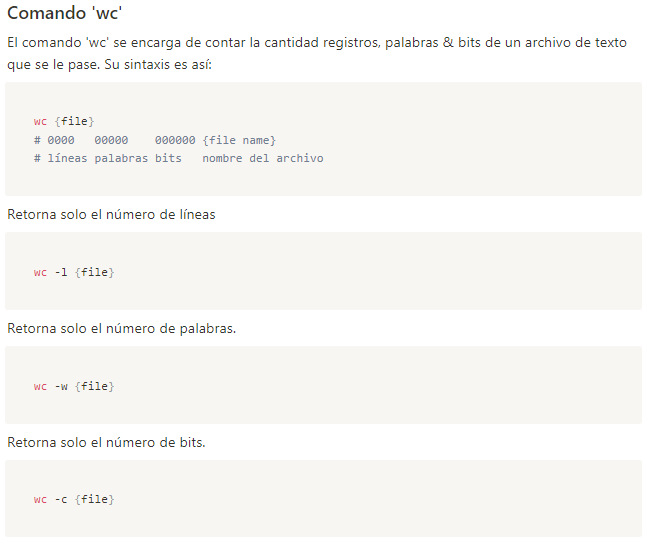 Comando 'wc'
El comando 'wc' se encarga de contar la cantidad registros, palabras & bits de un archivo de texto
que se le pase. Su sintaxis es así:
wc {file}
# 0000   00000    000000 {file name}
# líneas palabras bits   nombre del archivo
Retorna solo el número de líneas
wc -l {file}
Retorna solo el número de palabras.
wc -w {file}
Retorna solo el número de bits.
wc -c {file}